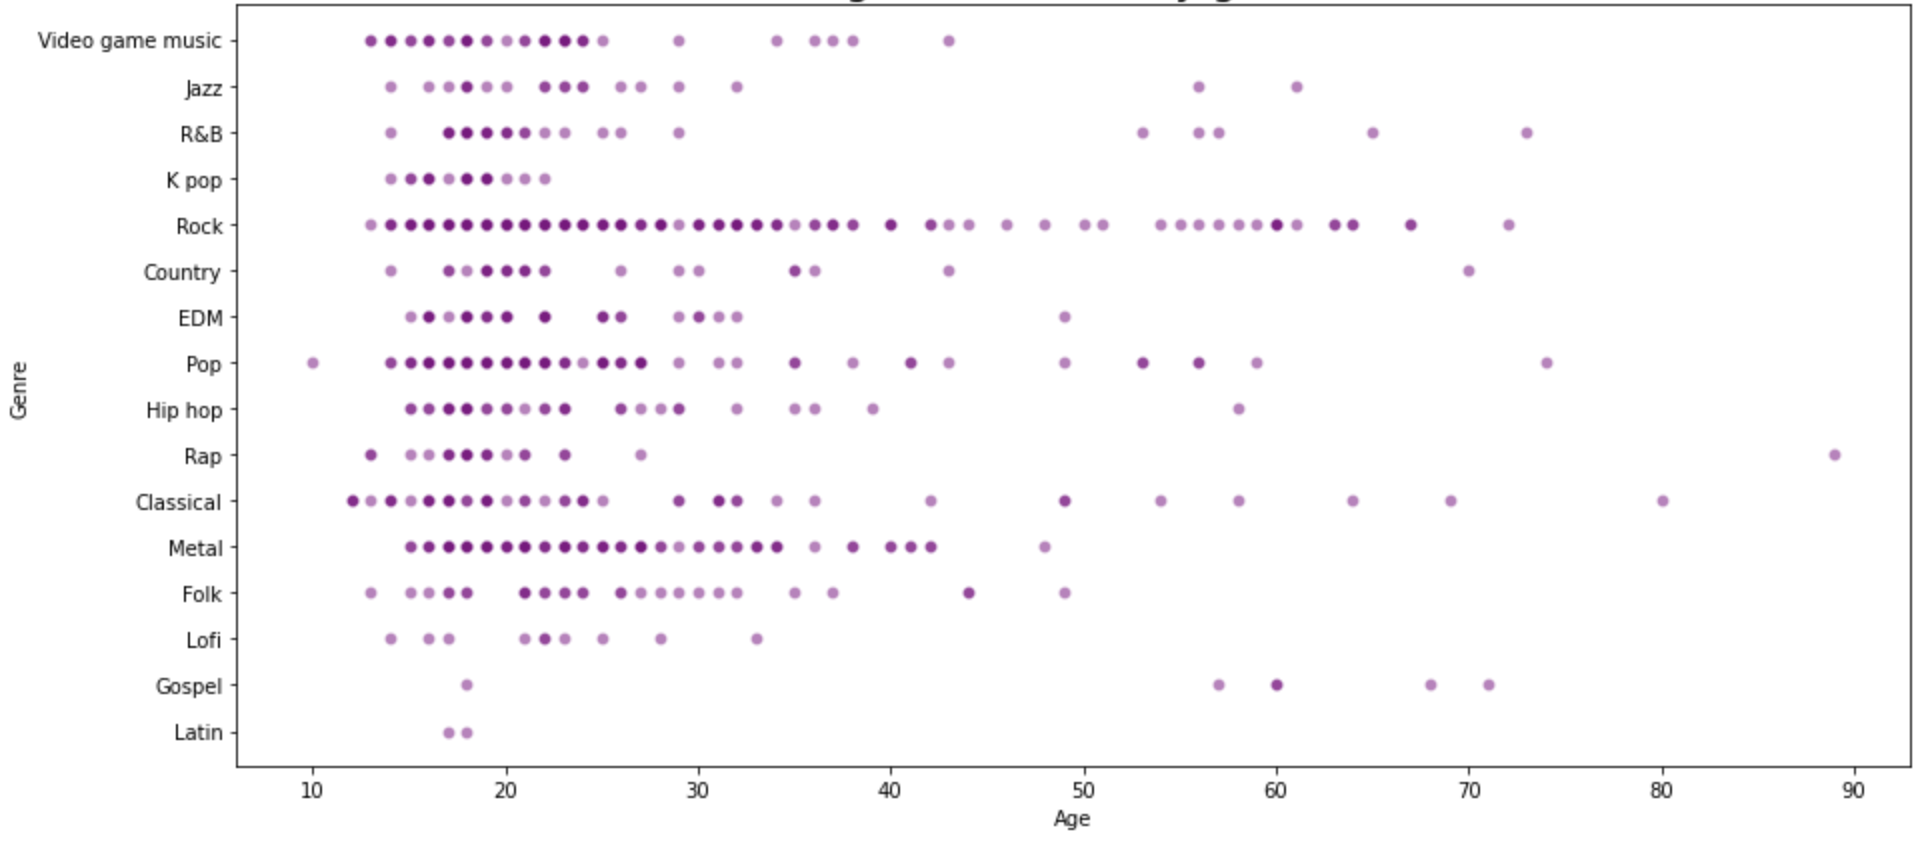 Video game music
Jazz
R&B
K pop
Rock
Country
EDM
Pop
Hip hop
Rap
Classical
Metal
Folk
Lofi
Gospel
Latin
Genre
10 20 30 40 50 60 70 80 90
Age